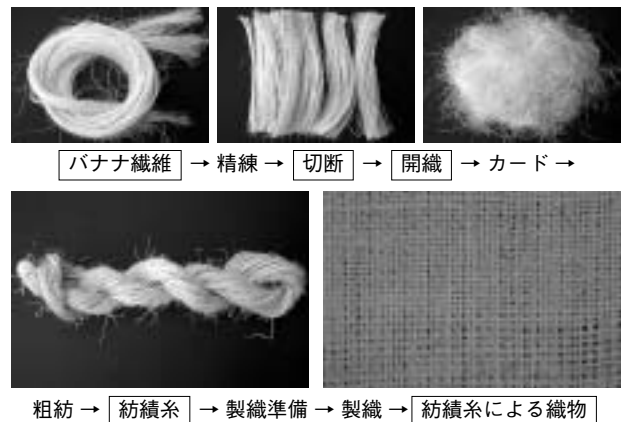 バナナ繊維 → 精練 → 切断 → 開繊 → カード →
粗紡 → 紡績糸 → 製織準備 → 製織 → 紡績糸による織物